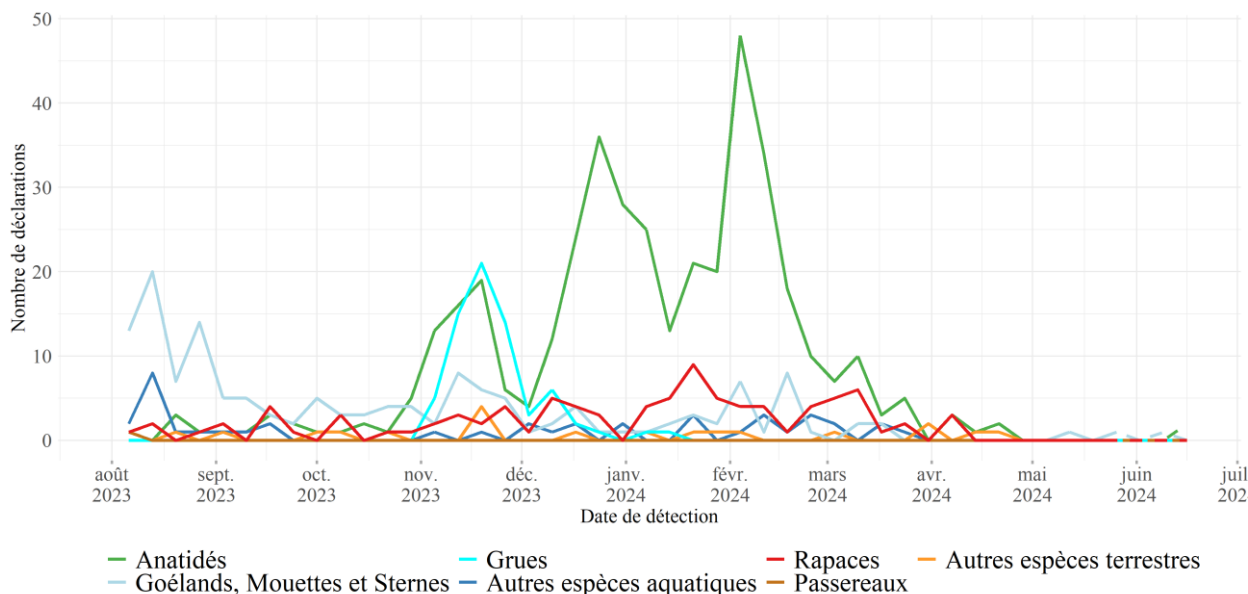 50
40
30
20
10
0
Nombre de déclarations
août sept. oct. nov. déc. janv. févr. mars avr. mai juin juil
2023 2023 2023 2023 2023 2024 2024 2024 2024 2024 2024 202
Date de détection
Anatidés Grues Rapaces Autres espèces terrestres
Goélands, Mouettes et Sternes Autres espèces aquatiques Passereaux